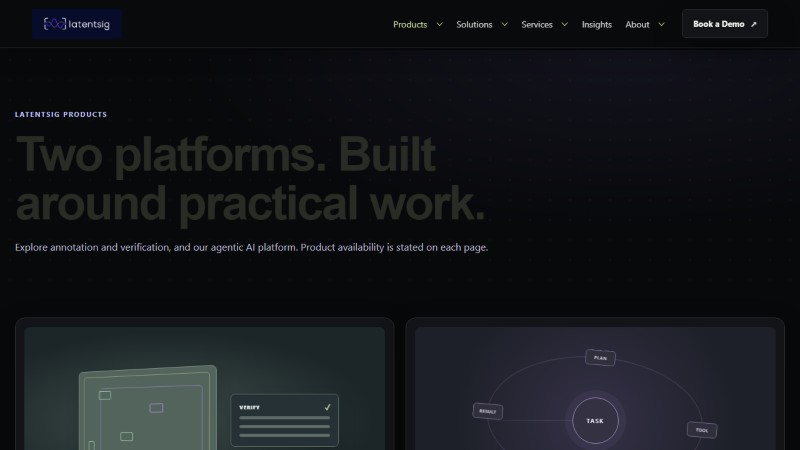 latentsig
Products Solutions Services Insights About Book a Demo ↗
LATENTSIG PRODUCTS
Two platforms. Built
around practical work.
Explore annotation and verification, and our agentic AI platform. Product availability is stated on each page.
VERIFY ✓
PLAN
RESULT
TASK
TOOL